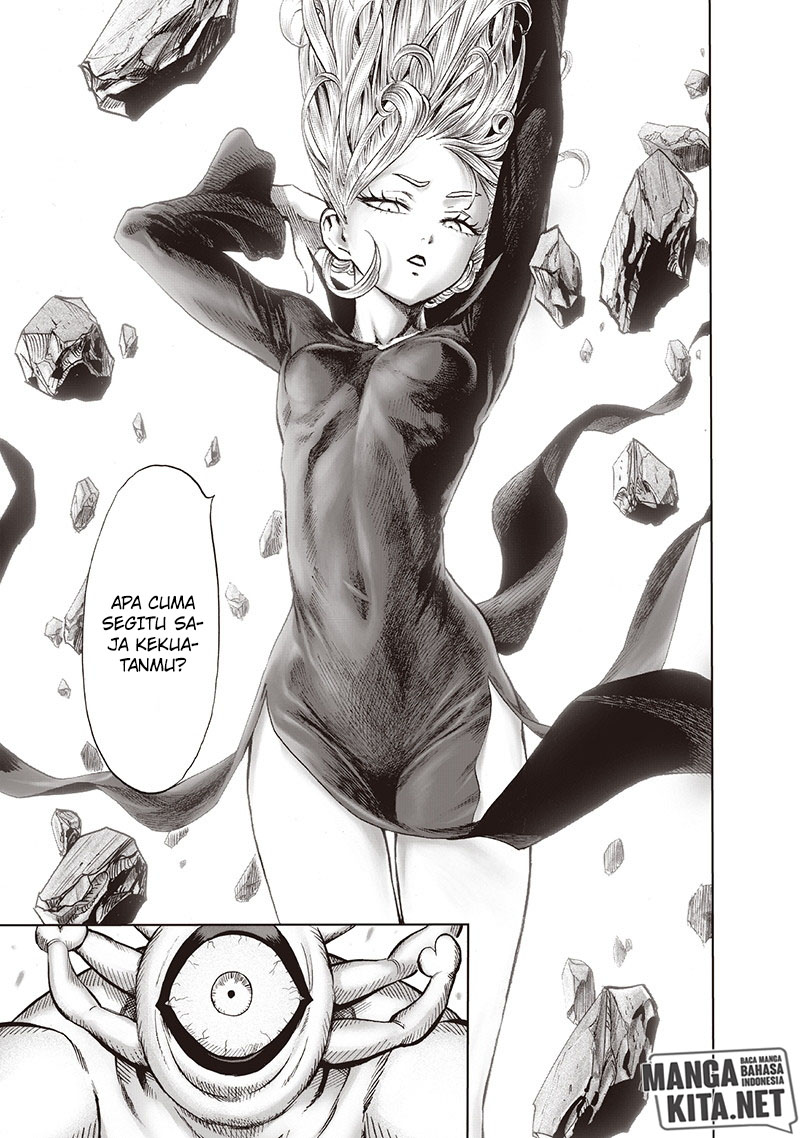 APA CUMA
SEGITU SA-
JA KEKUA-
TANMU?
MANGA
KITA.NET
BACA MANGA
BAHASA
INDONESIA